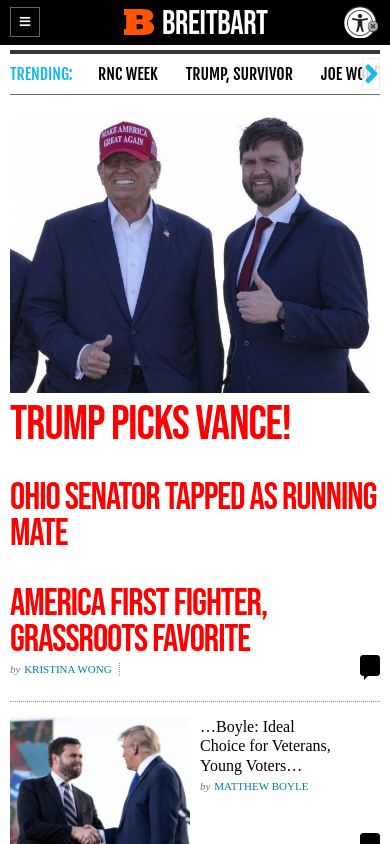 BREITBART
TRENDING: RNC WEEK TRUMP, SURVIVOR JOE
MAKE AMERICA
GREAT AGAIN
TRUMP PICKS VANCE!
OHIO SENATOR TAPPED AS RUNNING
MATE
AMERICA FIRST FIGHTER,
GRASSROOTS FAVORITE
by KRISTINA WONG
…Boyle: Ideal
Choice for Veterans,
Young Voters…
by MATTHEW BOYLE